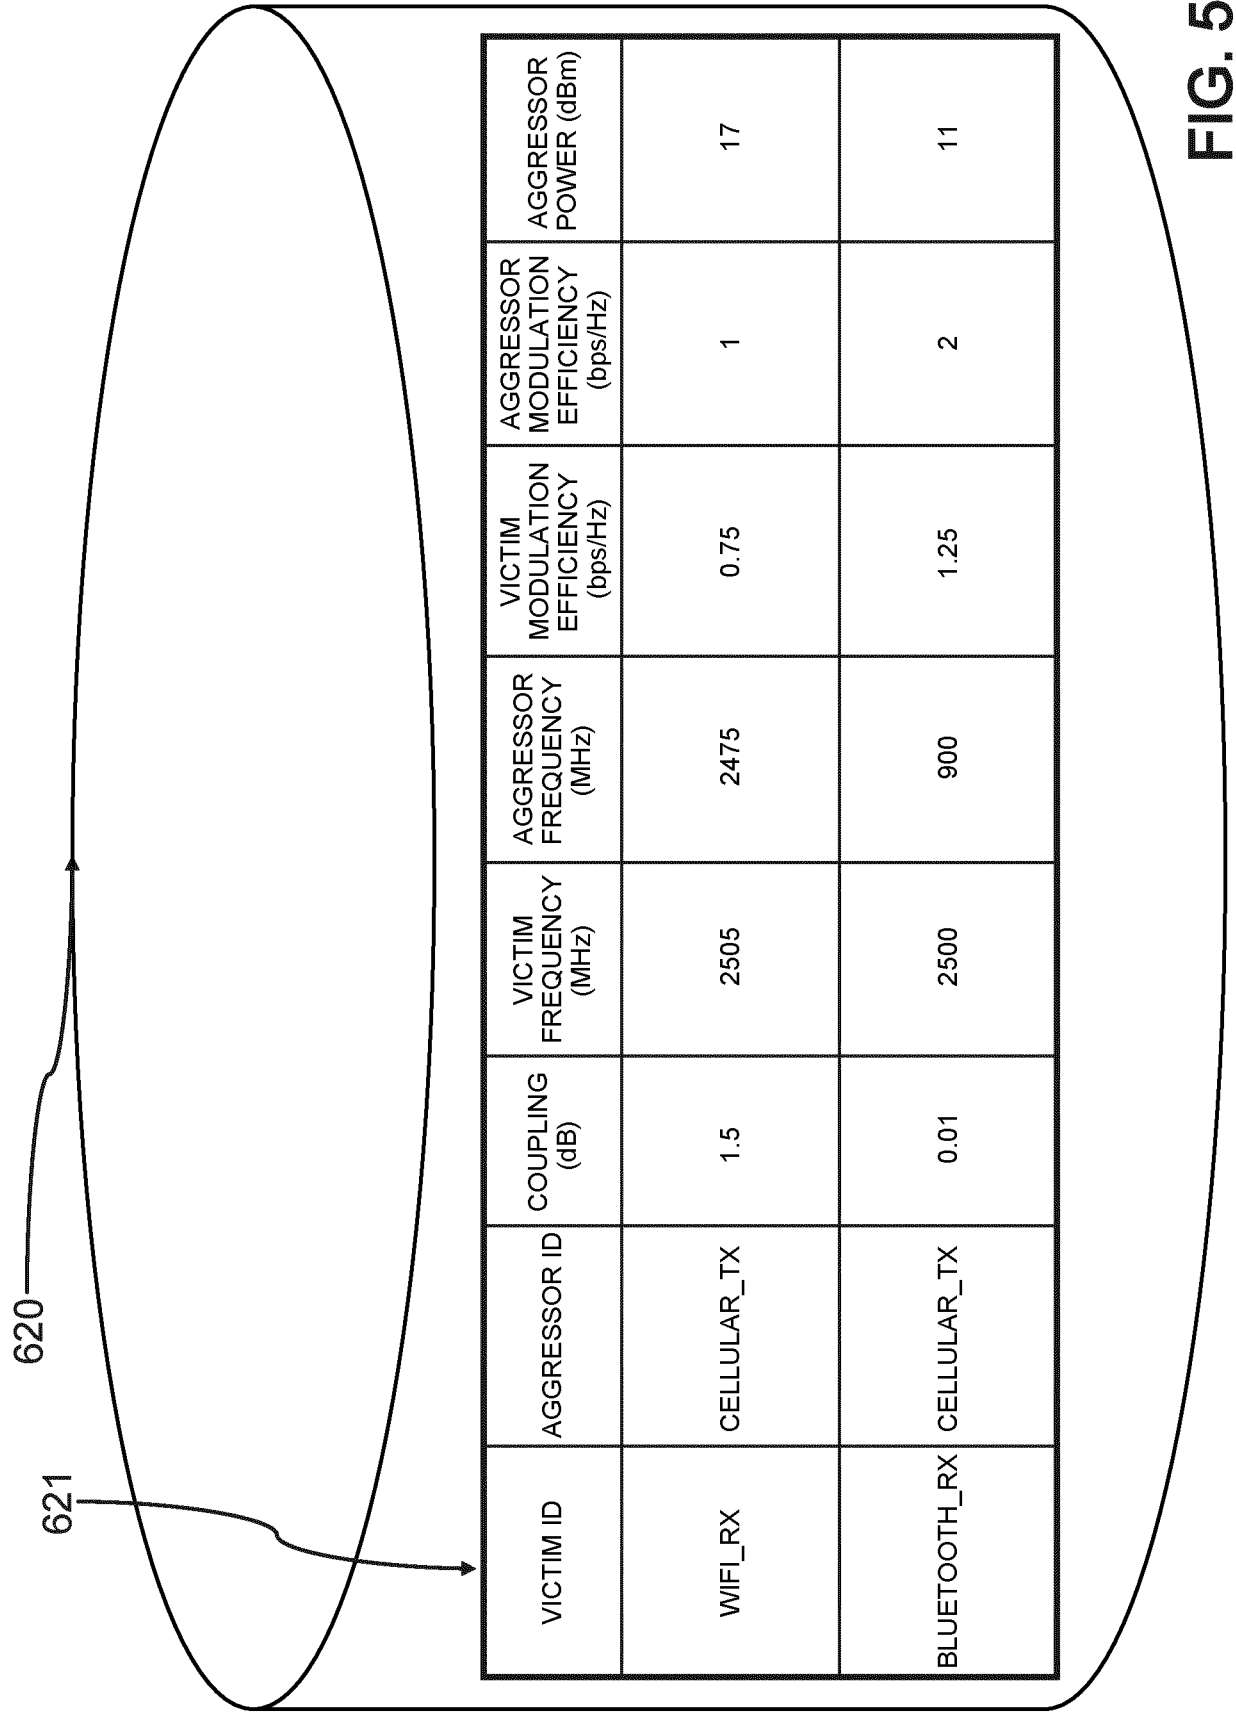 620
621
VICTIM ID
AGGRESSOR ID
COUPLING
(dB)
VICTIM
FREQUENCY
(MHz)
AGGRESSOR
FREQUENCY
(MHz)
VICTIM
MODULATION
EFFICIENCY
(bps/Hz)
AGGRESSOR
MODULATION
EFFICIENCY
(bps/Hz)
AGGRESSOR
POWER (dBm)
WIFI_RX
CELLULAR_TX
1.5
2505
2475
0.75
1
17
BLUETOOTH_RX
CELLULAR_TX
0.01
2500
900
1.25
2
11
FIG. 5